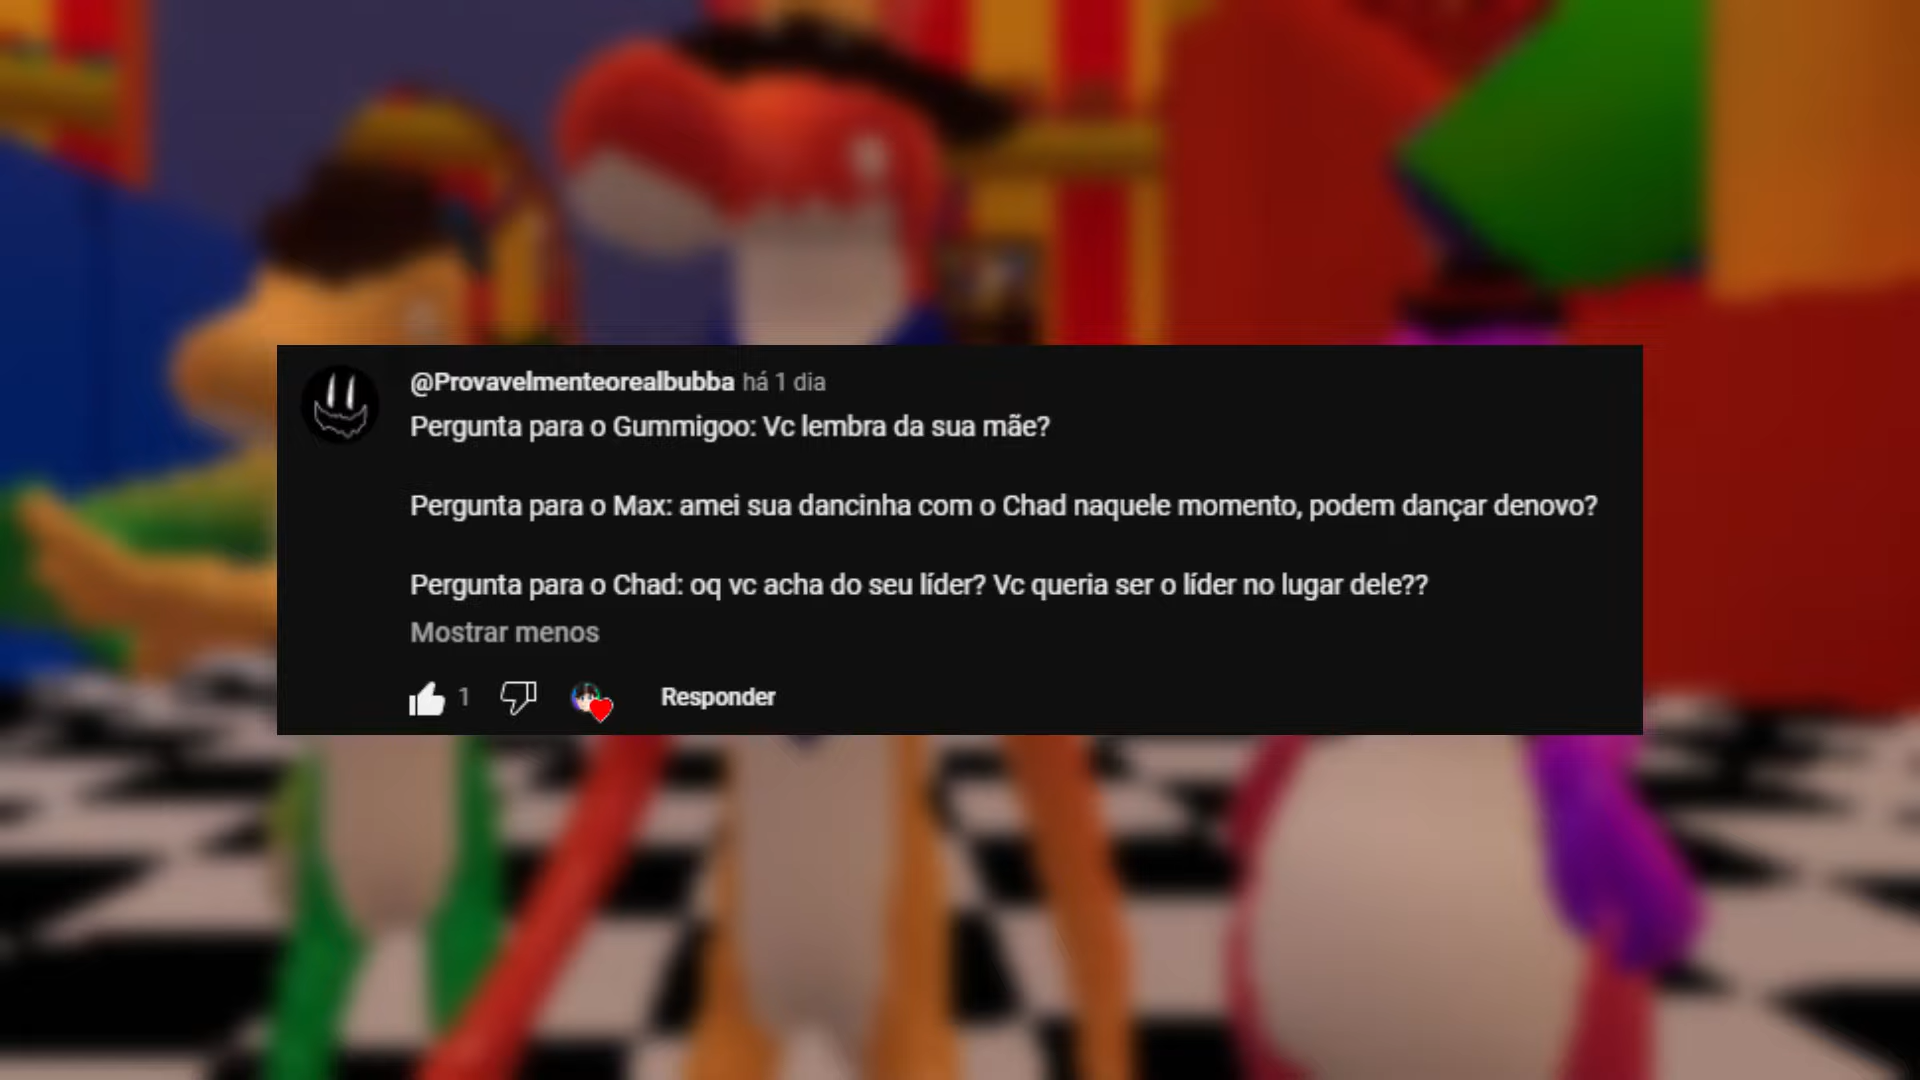 @Provavelmenteorealbubba há 1 dia
Pergunta para o Gummigoo: Vc lembra da sua mãe?
Pergunta para o Max: amei sua dancinha com o Chad naquele momento, podem dançar denovo?
Pergunta para o Chad: oq vc acha do seu líder? Vc queria ser o líder no lugar dele??
Mostrar menos
1 Responder